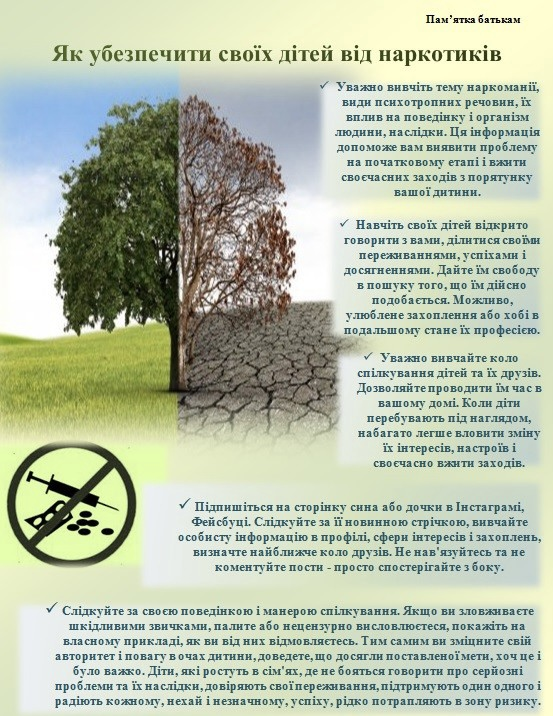 Пам'ятка батькам
Як убезпечити своїх дітей від наркотиків
✓ Уважно вивчіть тему наркоманії,
види психотропних речовин, їх
вплив на поведінку і організм
людини, наслідки. Ця інформація
допоможе вам виявити проблему
на початковому етапі і вжити
своєчасних заходів з порятунку
вашої дитини.
✓ Навчіть своїх дітей відкрито
говорити з вами, ділитися своїми
переживаннями, успіхами і
досягненнями. Дайте їм свободу
в пошуку того, що їм дійсно
подобається. Можливо,
улюблене захоплення або хобі в
подальшому стане їх професією.
✓ Уважно вивчайте коло
спілкування дітей та їх друзів.
Дозволяйте проводити їм час в
вашому домі. Коли діти
перебувають під наглядом,
набагато легше вловити зміну
їх інтересів, настроїв і
своєчасно вжити заходів.
✓ Підпишіться на сторінку сина або дочки в Інстаграмі,
Фейсбуці. Слідкуйте за її новинною стрічкою, вивчайте
особисту інформацію в профілі, сфери інтересів і захоплень,
визначте найближче коло друзів. Не нав'язуйтесь та не
коментуйте пости - просто спостерігайте з боку.
✓ Слідкуйте за своєю поведінкою і манерою спілкування. Якщо ви зловживаєте
шкідливими звичками, палите або нецензурно висловлюєтеся, покажіть на
власному прикладі, як ви від них відмовляєтесь. Тим самим ви зміцните свій
авторитет і повагу в очах дитини, доведете, що досягли поставленої мети, хоч це і
було важко. Діти, які ростуть в сім'ях, де не бояться говорити про серйозні
проблеми та їх наслідки, довіряють свої переживання, підтримують один одного і
радіють кожному, нехай і незначному, успіху, рідко потрапляють в зону ризику.